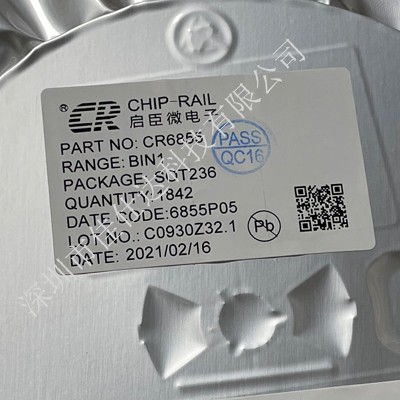 ® CR CHIP-RAIL
启臣微电子
PART NO: CR6855
RANGE: BIN1
PACKAGE: SOT236
QUANTITY: 1842
DATE CODE:6855P05
LOT NO.: C0930Z32.1
DATE: 2021/02/16
PASS
QC16
Pb